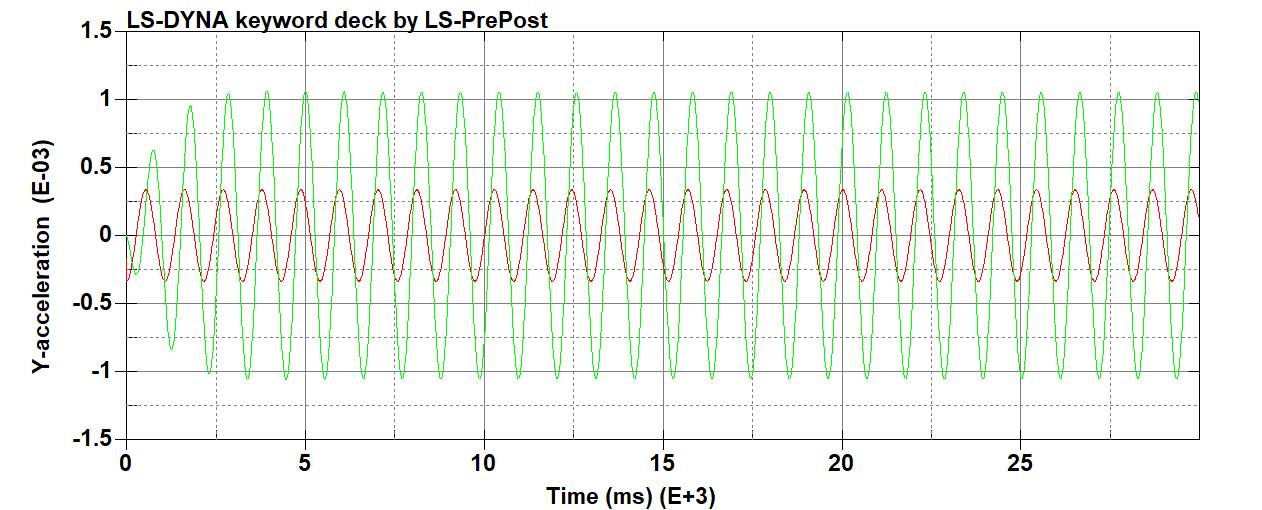 LS-DYNA keyword deck by LS-PrePost
1.5
1
0.5
0
-0.5
-1
-1.5
Y-acceleration (E-03)
0 5 10 15 20 25
Time (ms) (E+3)